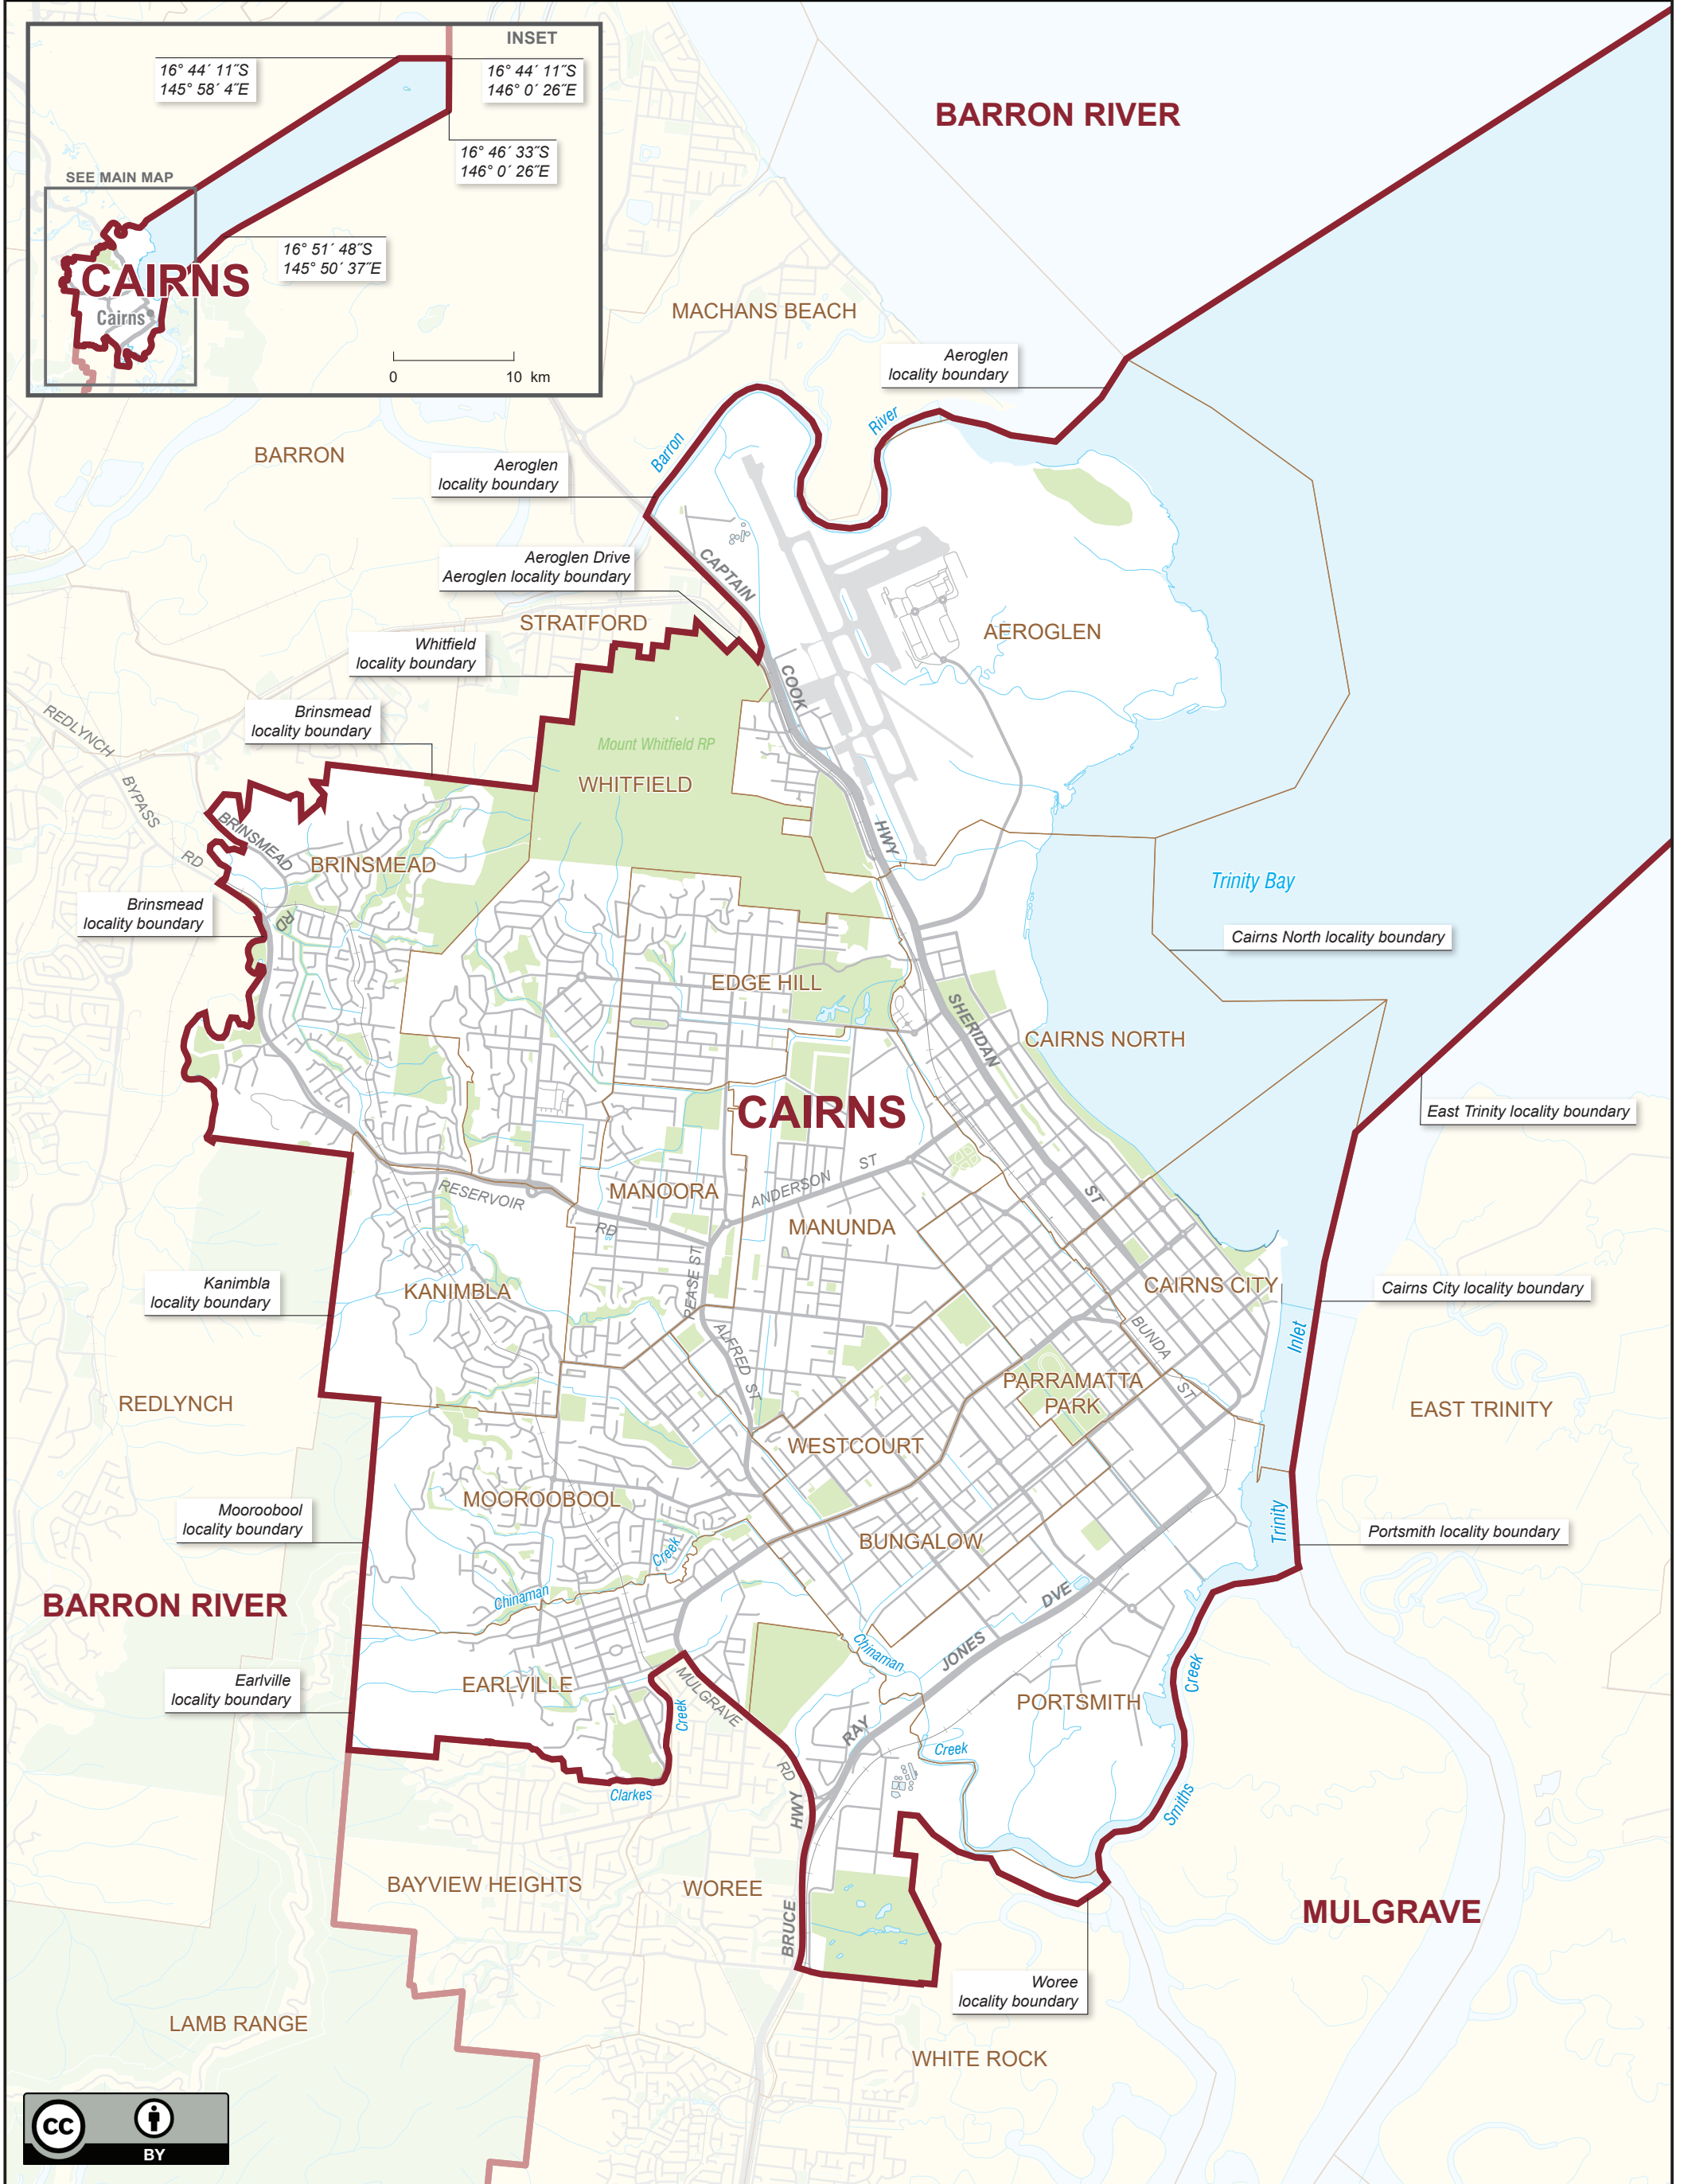 INSET
16° 44´ 11˝S
145° 58´ 4˝E
16° 44´ 11˝S
146° 0´ 26˝E
16° 46´ 33˝S
146° 0´ 26˝E
SEE MAIN MAP
16° 51´ 48˝S
145° 50´ 37˝E
CAIRNS
Cairns
0 10 km
BARRON RIVER
MACHANS BEACH
Aeroglen
locality boundary
BARRON
Barron
River
Aeroglen
locality boundary
Aeroglen Drive
Aeroglen locality boundary
CAPTAIN
STRATFORD
AEROGLEN
Whitfield
locality boundary
COOK
Brinsmead
locality boundary
REDLYNCH
Mount Whitfield RP
WHITFIELD
BYPASS
HWY
BRINSMEAD
RD
BRINSMEAD
Trinity Bay
Brinsmead
locality boundary
RD
Cairns North locality boundary
EDGE HILL
SHERIDAN
CAIRNS NORTH
CAIRNS
East Trinity locality boundary
ST
ANDERSON
RESERVOIR
MANOORA
ST
RD
MANUNDA
Kanimbla
locality boundary
KANIMBLA
REASE ST
CAIRNS CITY
Cairns City locality boundary
Inlet
BUNDA
ALFRED ST
PARRAMATTA
PARK
ST
REDLYNCH
EAST TRINITY
WESTCOURT
MOOROOBOOL
Mooroobool
locality boundary
Trinity
Portsmith locality boundary
BUNGALOW
Creek
Chinaman
BARRON RIVER
DVE
JONES
Chinaman
Earlville
locality boundary
EARLVILLE
MULGRAVE
Creek
Creek
PORTSMITH
RAY
Creek
RD
Clarkes
HWY
Smiths
BAYVIEW HEIGHTS
WOREE
BRUCE
MULGRAVE
Woree
locality boundary
LAMB RANGE
WHITE ROCK
CC
BY